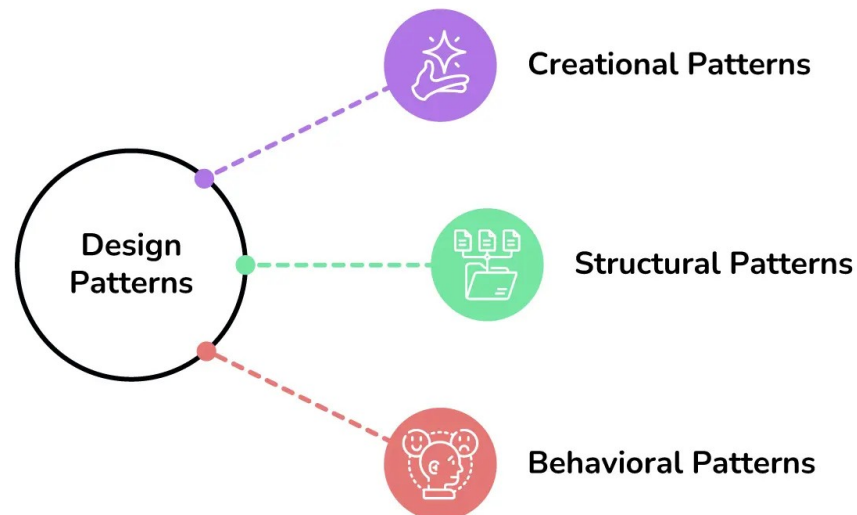 Creational Patterns
Design
Patterns
Structural Patterns
Behavioral Patterns